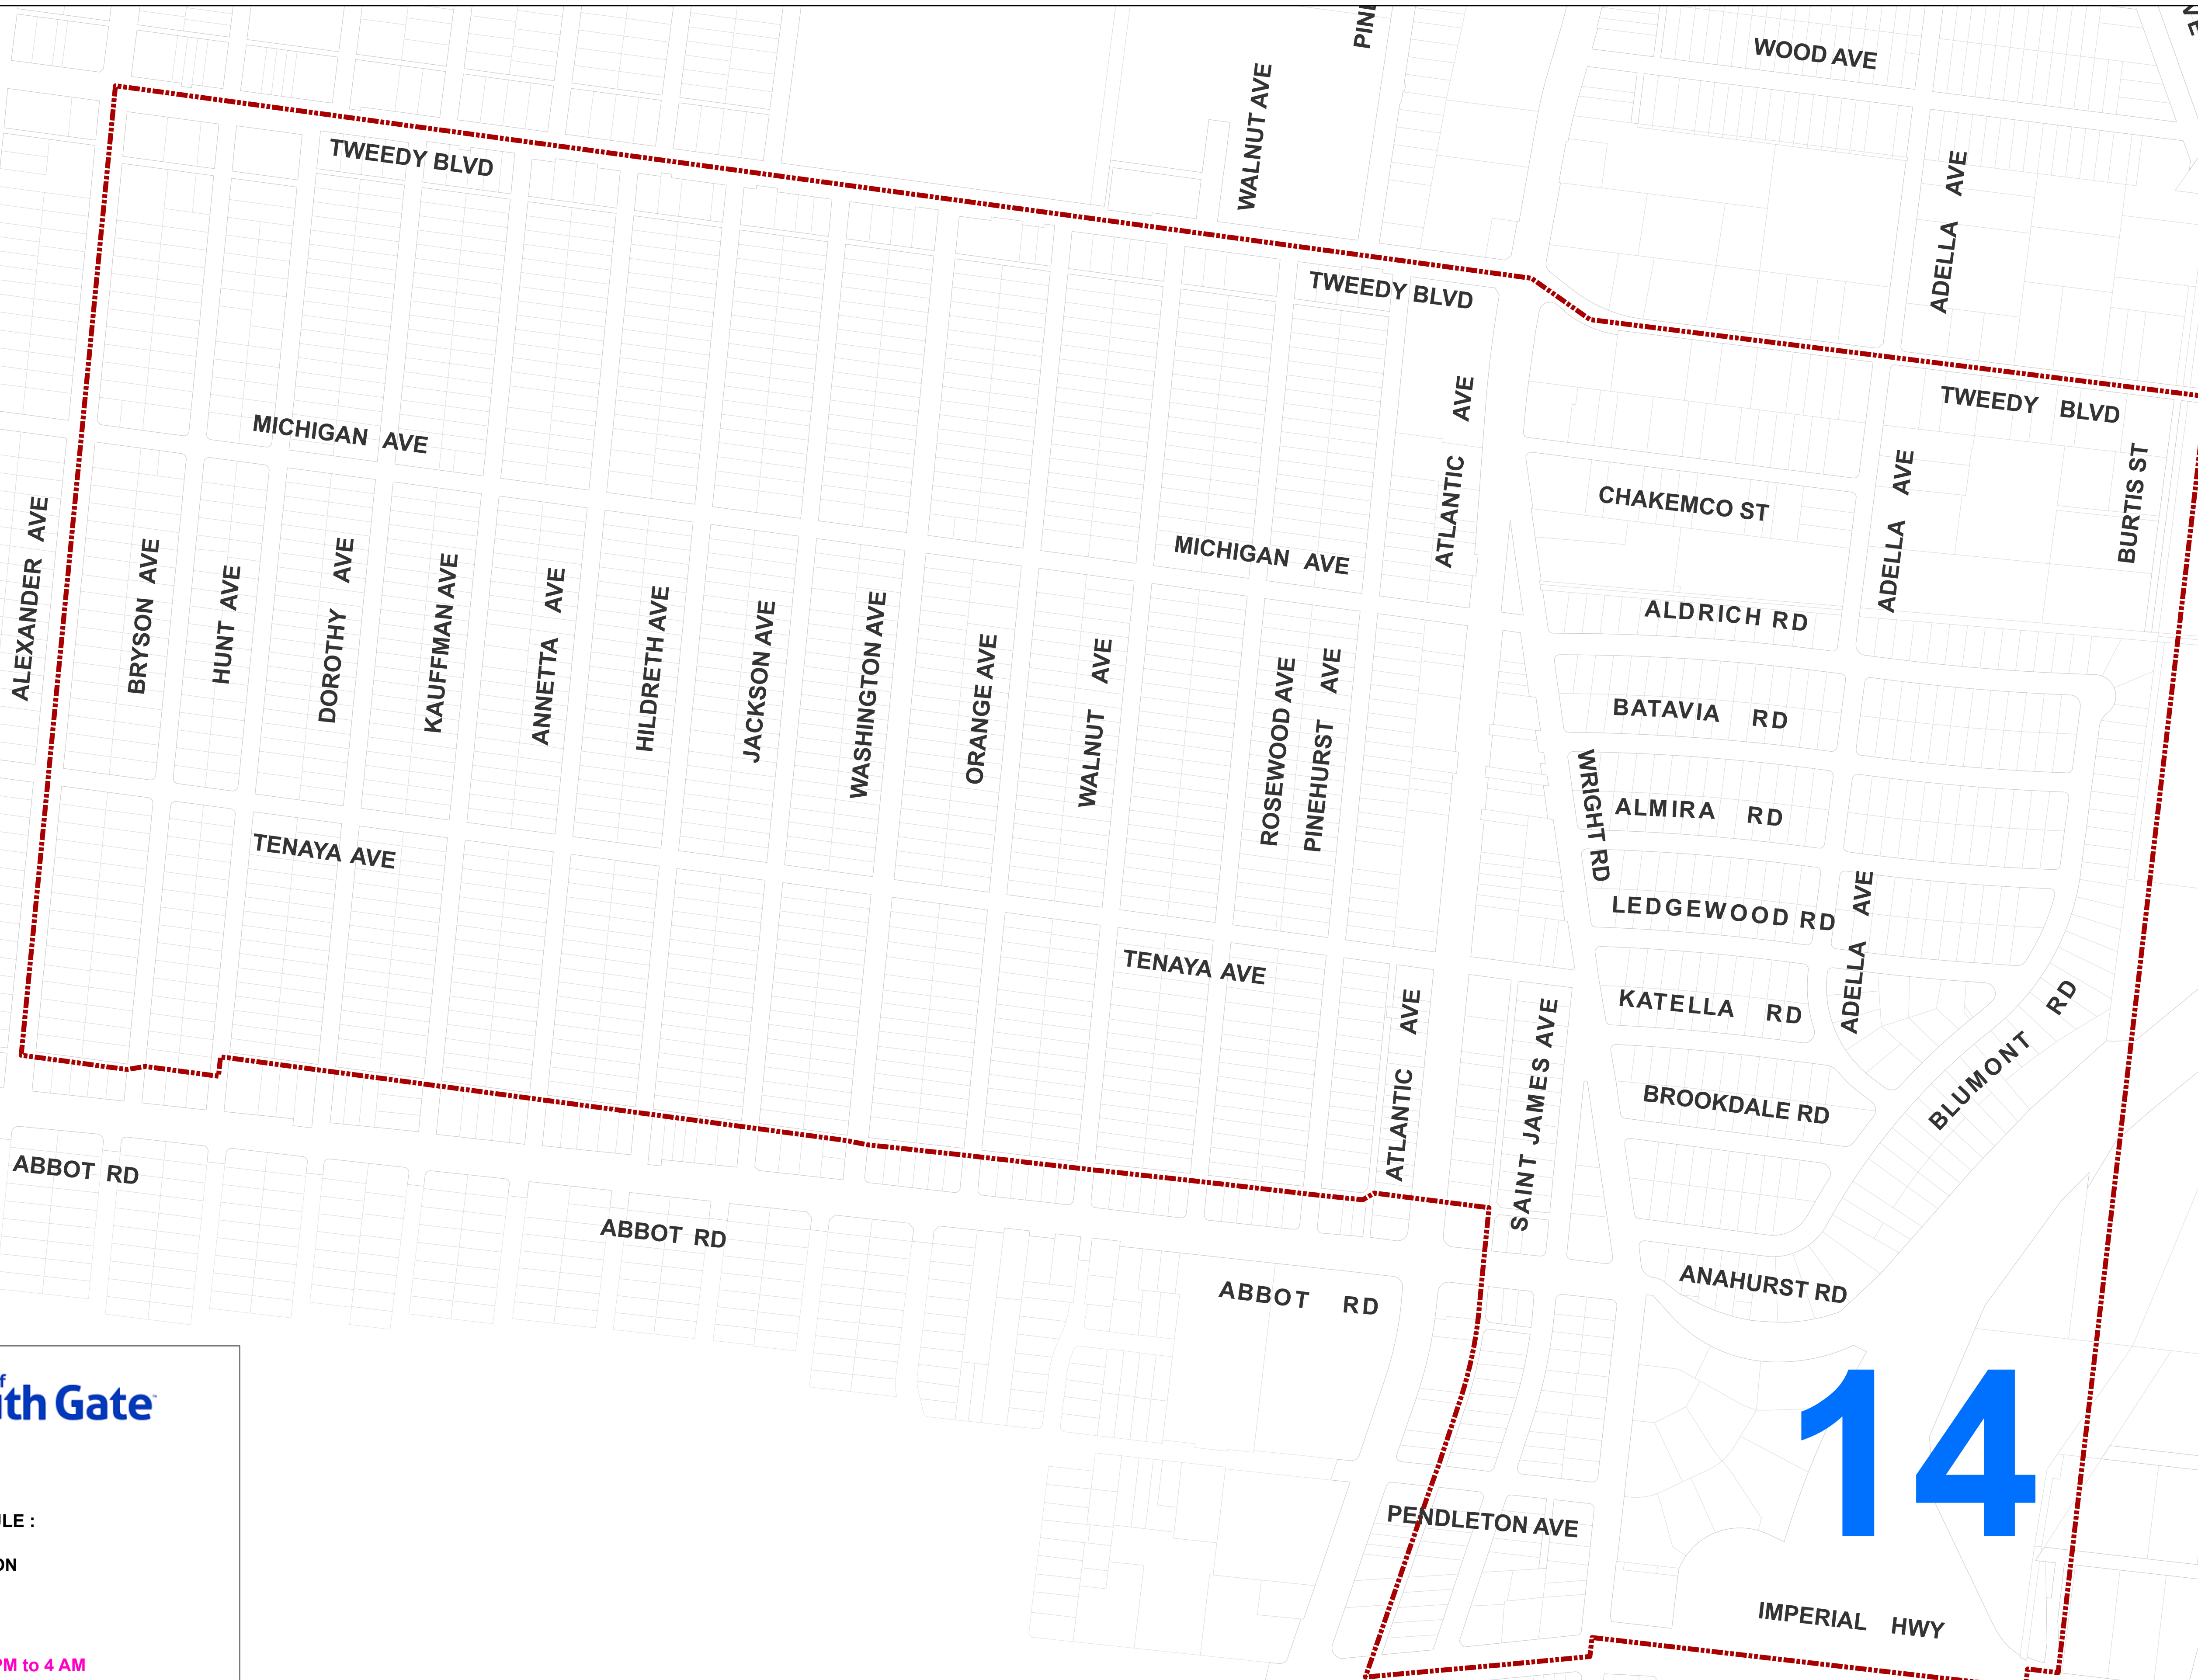 WOOD AVE
WALNUT AVE
TWEEDY BLVD
ADELLA AVE
TWEEDY BLVD
TWEEDY BLVD
ATLANTIC AVE
MICHIGAN AVE
BURTIS ST
CHAKEMCO ST
ADELLA AVE
MICHIGAN AVE
ALEXANDER AVE
BRYSON AVE
HUNT AVE
DOROTHY AVE
KAUFFMAN AVE
ANNETTA AVE
HILDRETH AVE
JACKSON AVE
WASHINGTON AVE
ORANGE AVE
WALNUT AVE
ROSEWOOD AVE
PINEHURST AVE
ALDRICH RD
BATAVIA RD
WRIGHT RD
ALMIRA RD
TENAYA AVE
LEDGEWOOD RD
ADELLA AVE
TENAYA AVE
KATELLA RD
ATLANTIC AVE
SAINT JAMES AVE
BLUMONT RD
BROOKDALE RD
ABBOT RD
ABBOT RD
ABBOT RD
ANAHURST RD
14
Gate
PENDLETON AVE
IMPERIAL HWY
to 4 AM